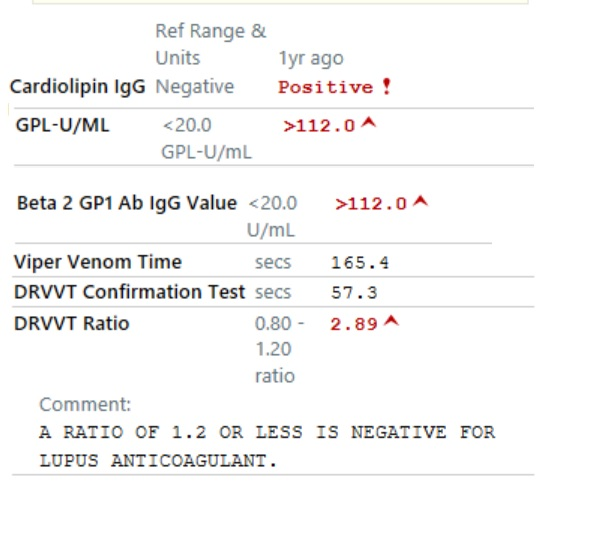 Ref Range &
Units 1yr ago
Cardiolipin IgG Negative Positive !
GPL-U/ML <20.0 >112.0 ^
GPL-U/mL
Beta 2 GP1 Ab IgG Value <20.0 >112.0 ^
U/mL
Viper Venom Time secs 165.4
DRVVT Confirmation Test secs 57.3
DRVVT Ratio 0.80 - 2.89 ^
1.20
ratio
Comment:
A RATIO OF 1.2 OR LESS IS NEGATIVE FOR
LUPUS ANTICOAGULANT.